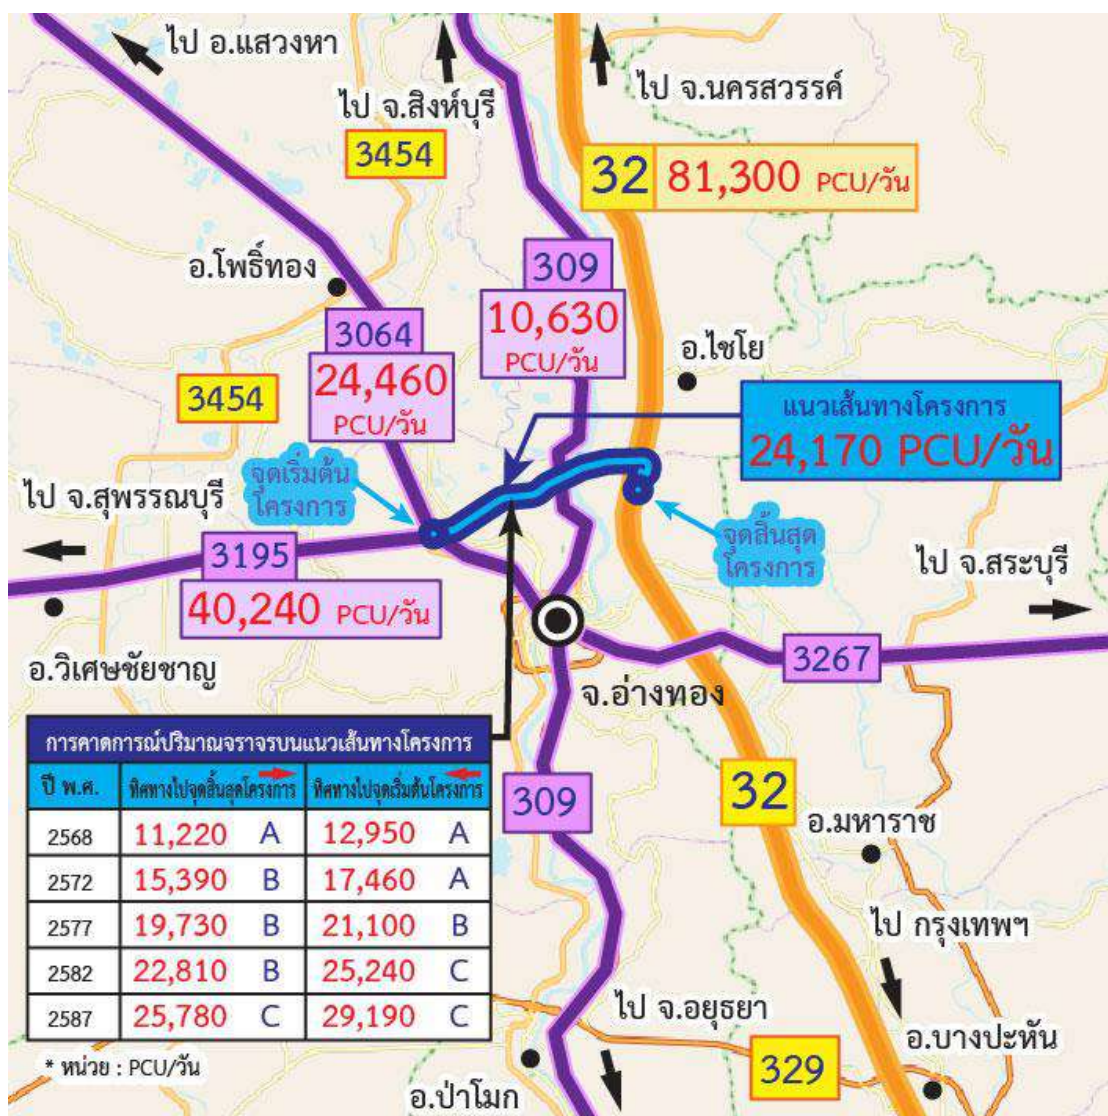 ไป อ.แสวงหา
ไป จ.สิงห์บุรี
ไป จ.นครสวรรค์
3454
32 81,300 PCU/วัน
อ.โพธิ์ทอง
309
10,630
PCU/วัน
3064
24,460
PCU/วัน
อ.ไชโย
3454
แนวเส้นทางโครงการ
24,170 PCU/วัน
จุดเริ่มต้น
โครงการ
ไป จ.สุพรรณบุรี
จุดสิ้นสุด
โครงการ
3195
40,240 PCU/วัน
ไป จ.สระบุรี
อ.วิเศษชัยชาญ
3267
จ.อ่างทอง
การคาดการณ์ปริมาณจราจรบนแนวเส้นทางโครงการ
ปี พ.ศ. ทิศทางไปจุดสิ้นสุดโครงการ ทิศทางไปจุดเริ่มต้นโครงการ
2568 11,220 A 12,950 A
2572 15,390 B 17,460 A
2577 19,730 B 21,100 B
2582 22,810 B 25,240 C
2587 25,780 C 29,190 C
* หน่วย : PCU/วัน
309
32
อ.มหาราช
ไป กรุงเทพฯ
ไป จ.อยุธยา
อ.บางปะหัน
329
อ.ป่าโมก